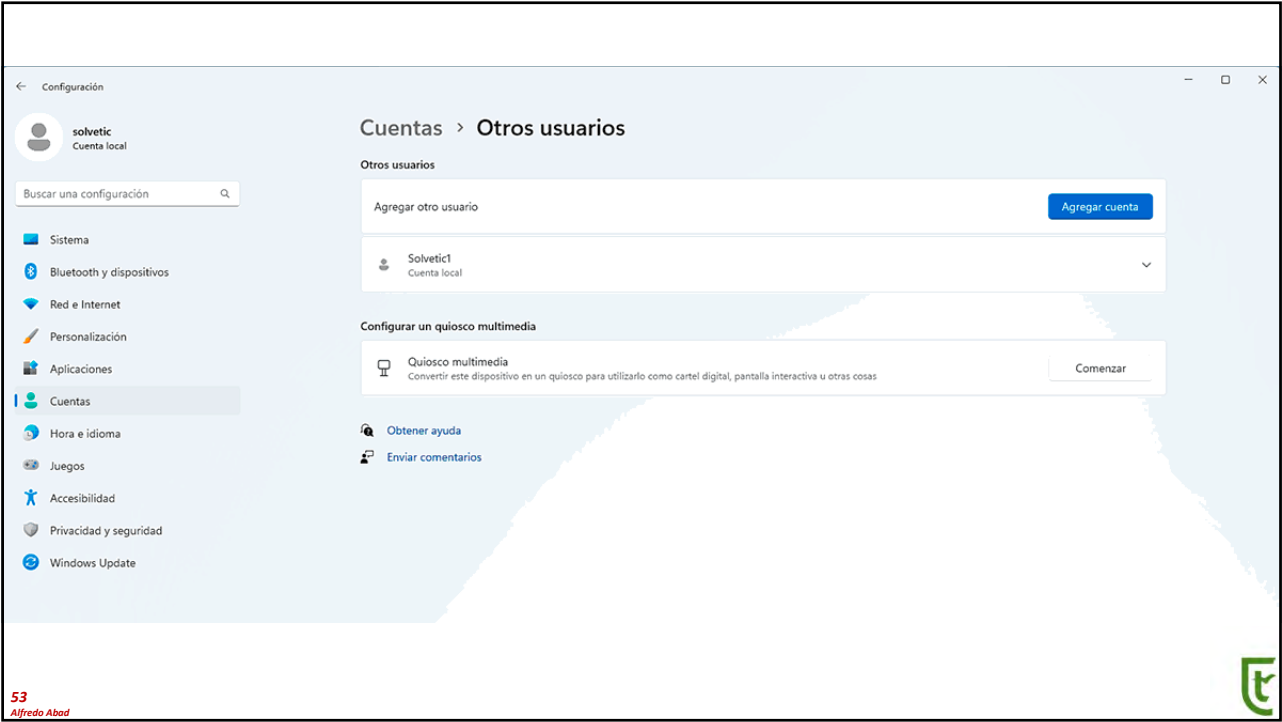 Configuración
solvetic
Cuenta local
Buscar una configuración
Sistema
Bluetooth y dispositivos
Red e Internet
Personalización
Aplicaciones
Cuentas
Hora e idioma
Juegos
Accesibilidad
Privacidad y seguridad
Windows Update
Cuentas > Otros usuarios
Otros usuarios
Agregar otro usuario
Agregar cuenta
Solvetic1
Cuenta local
Configurar un quiosco multimedia
Quiosco multimedia
Convertir este dispositivo en un quiosco para utilizarlo como cartel digital, pantalla interactiva u otras cosas
Comenzar
Obtener ayuda
Enviar comentarios
53
Alfredo Abad